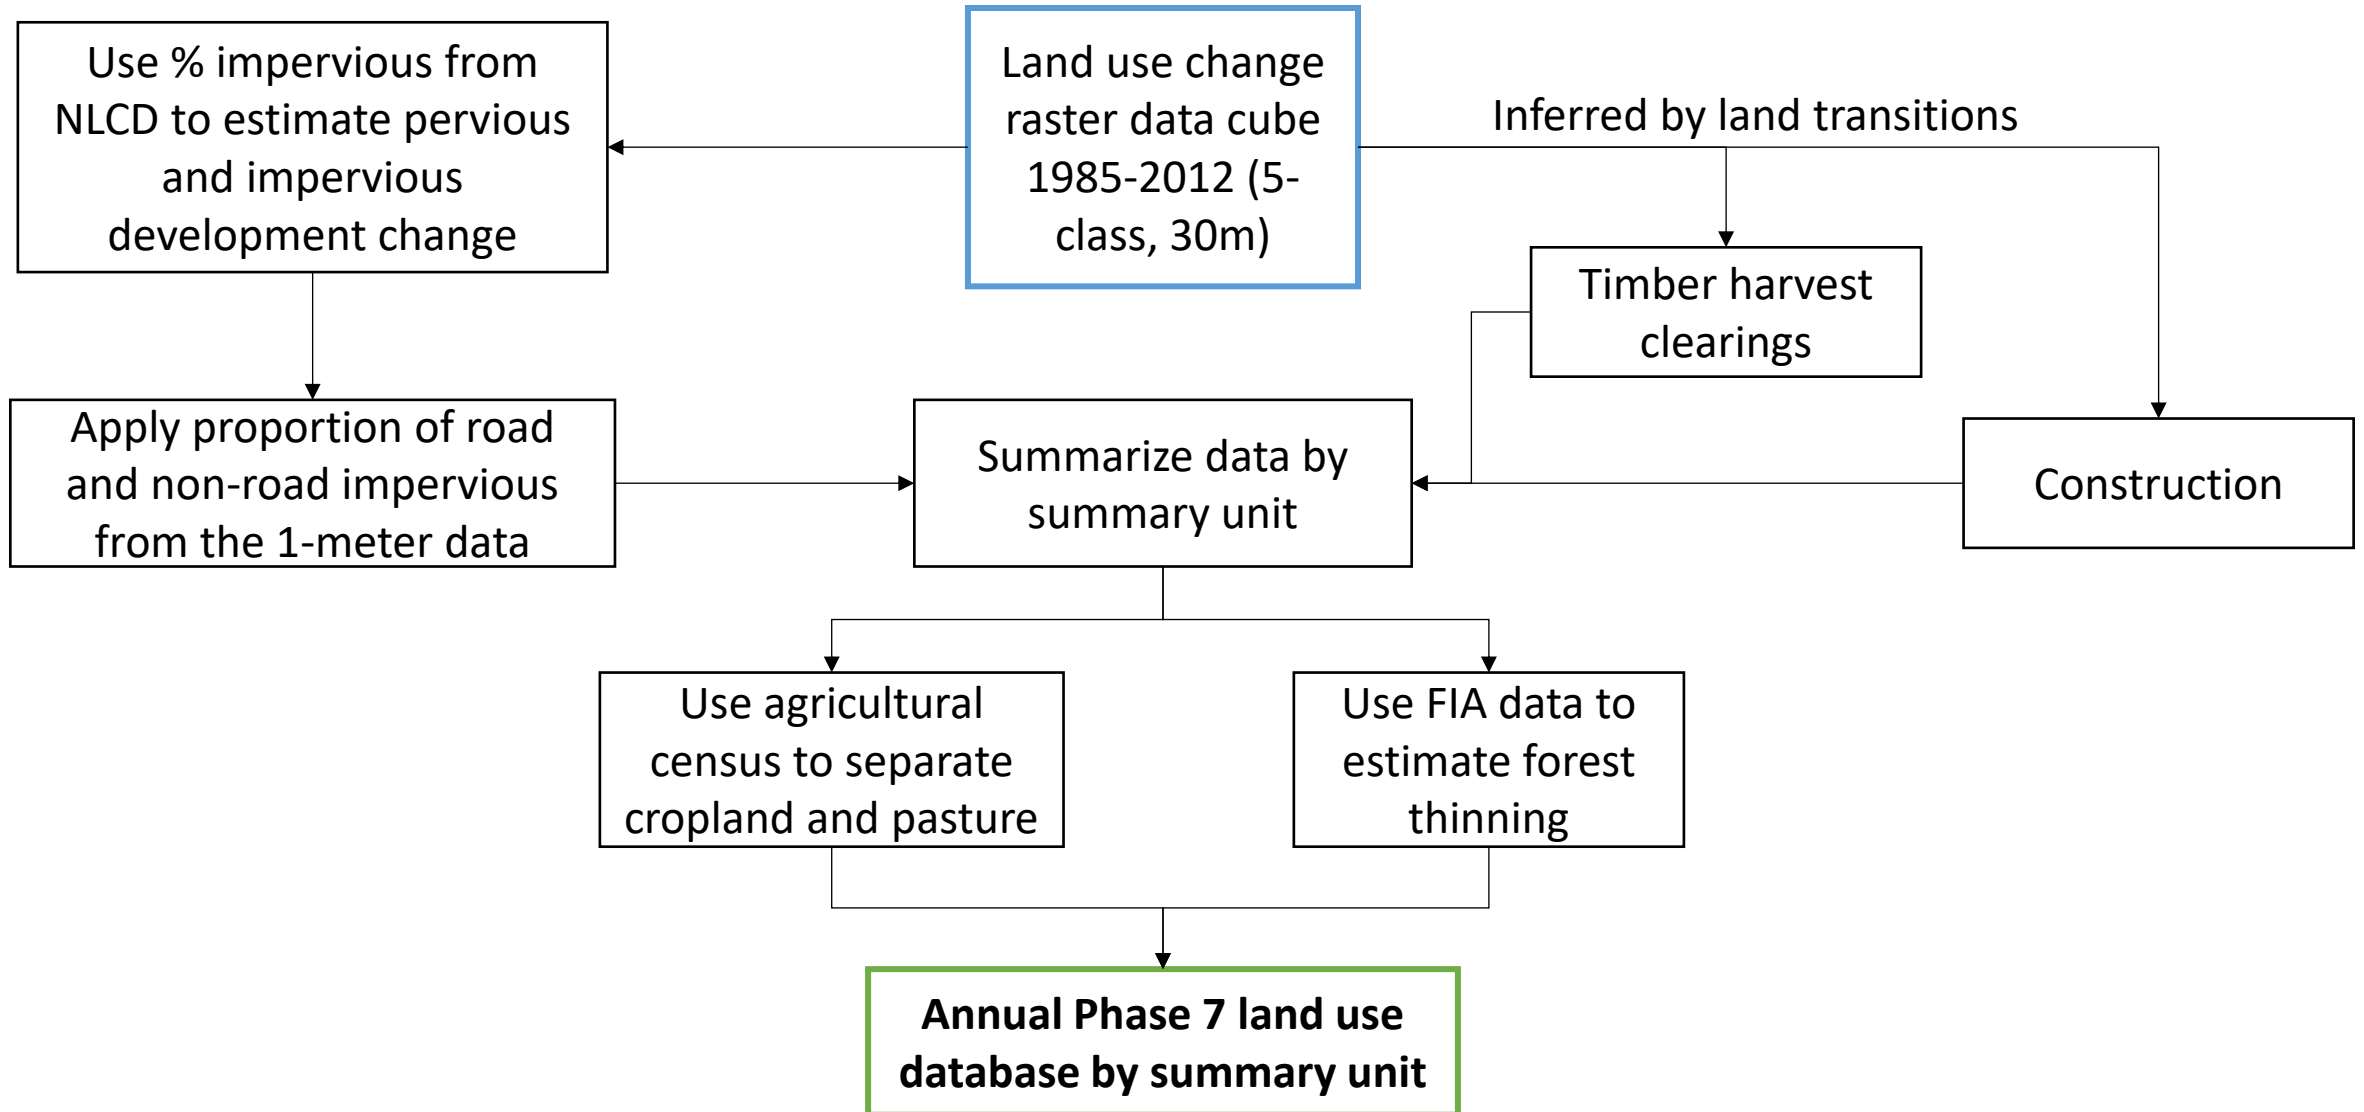 Use % impervious from
NLCD to estimate pervious
and impervious
development change
Land use change
raster data cube
1985-2012 (5-
class, 30m)
Inferred by land transitions
Timber harvest
clearings
Apply proportion of road
and non-road impervious
from the 1-meter data
Summarize data by
summary unit
Construction
Use agricultural
census to separate
cropland and pasture
Use FIA data to
estimate forest
thinning
Annual Phase 7 land use
database by summary unit